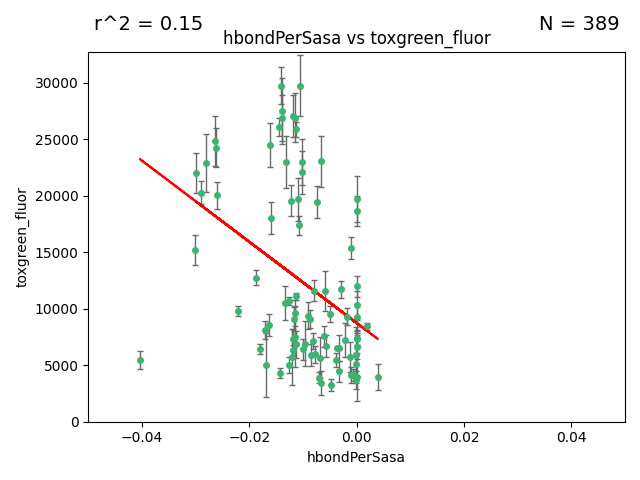 r^2 = 0.15
N = 389
hbondPerSasa vs toxgreen_fluor
30000
25000
20000
15000
10000
5000
0
toxgreen_fluor
−0.04
−0.02
0.00
0.02
0.04
hbondPerSasa